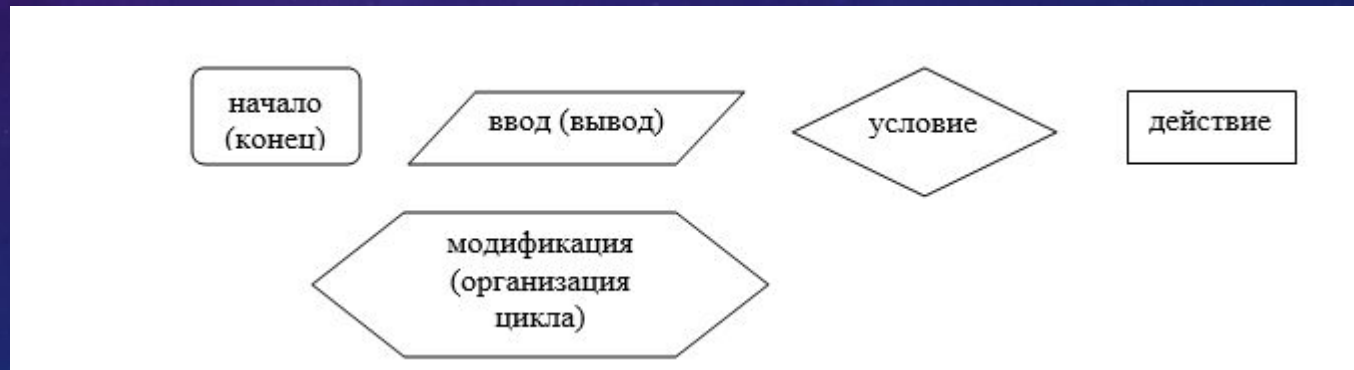 начало
(конец)
ввод (вывод)
условие
действие
модификация
(организация
цикла)